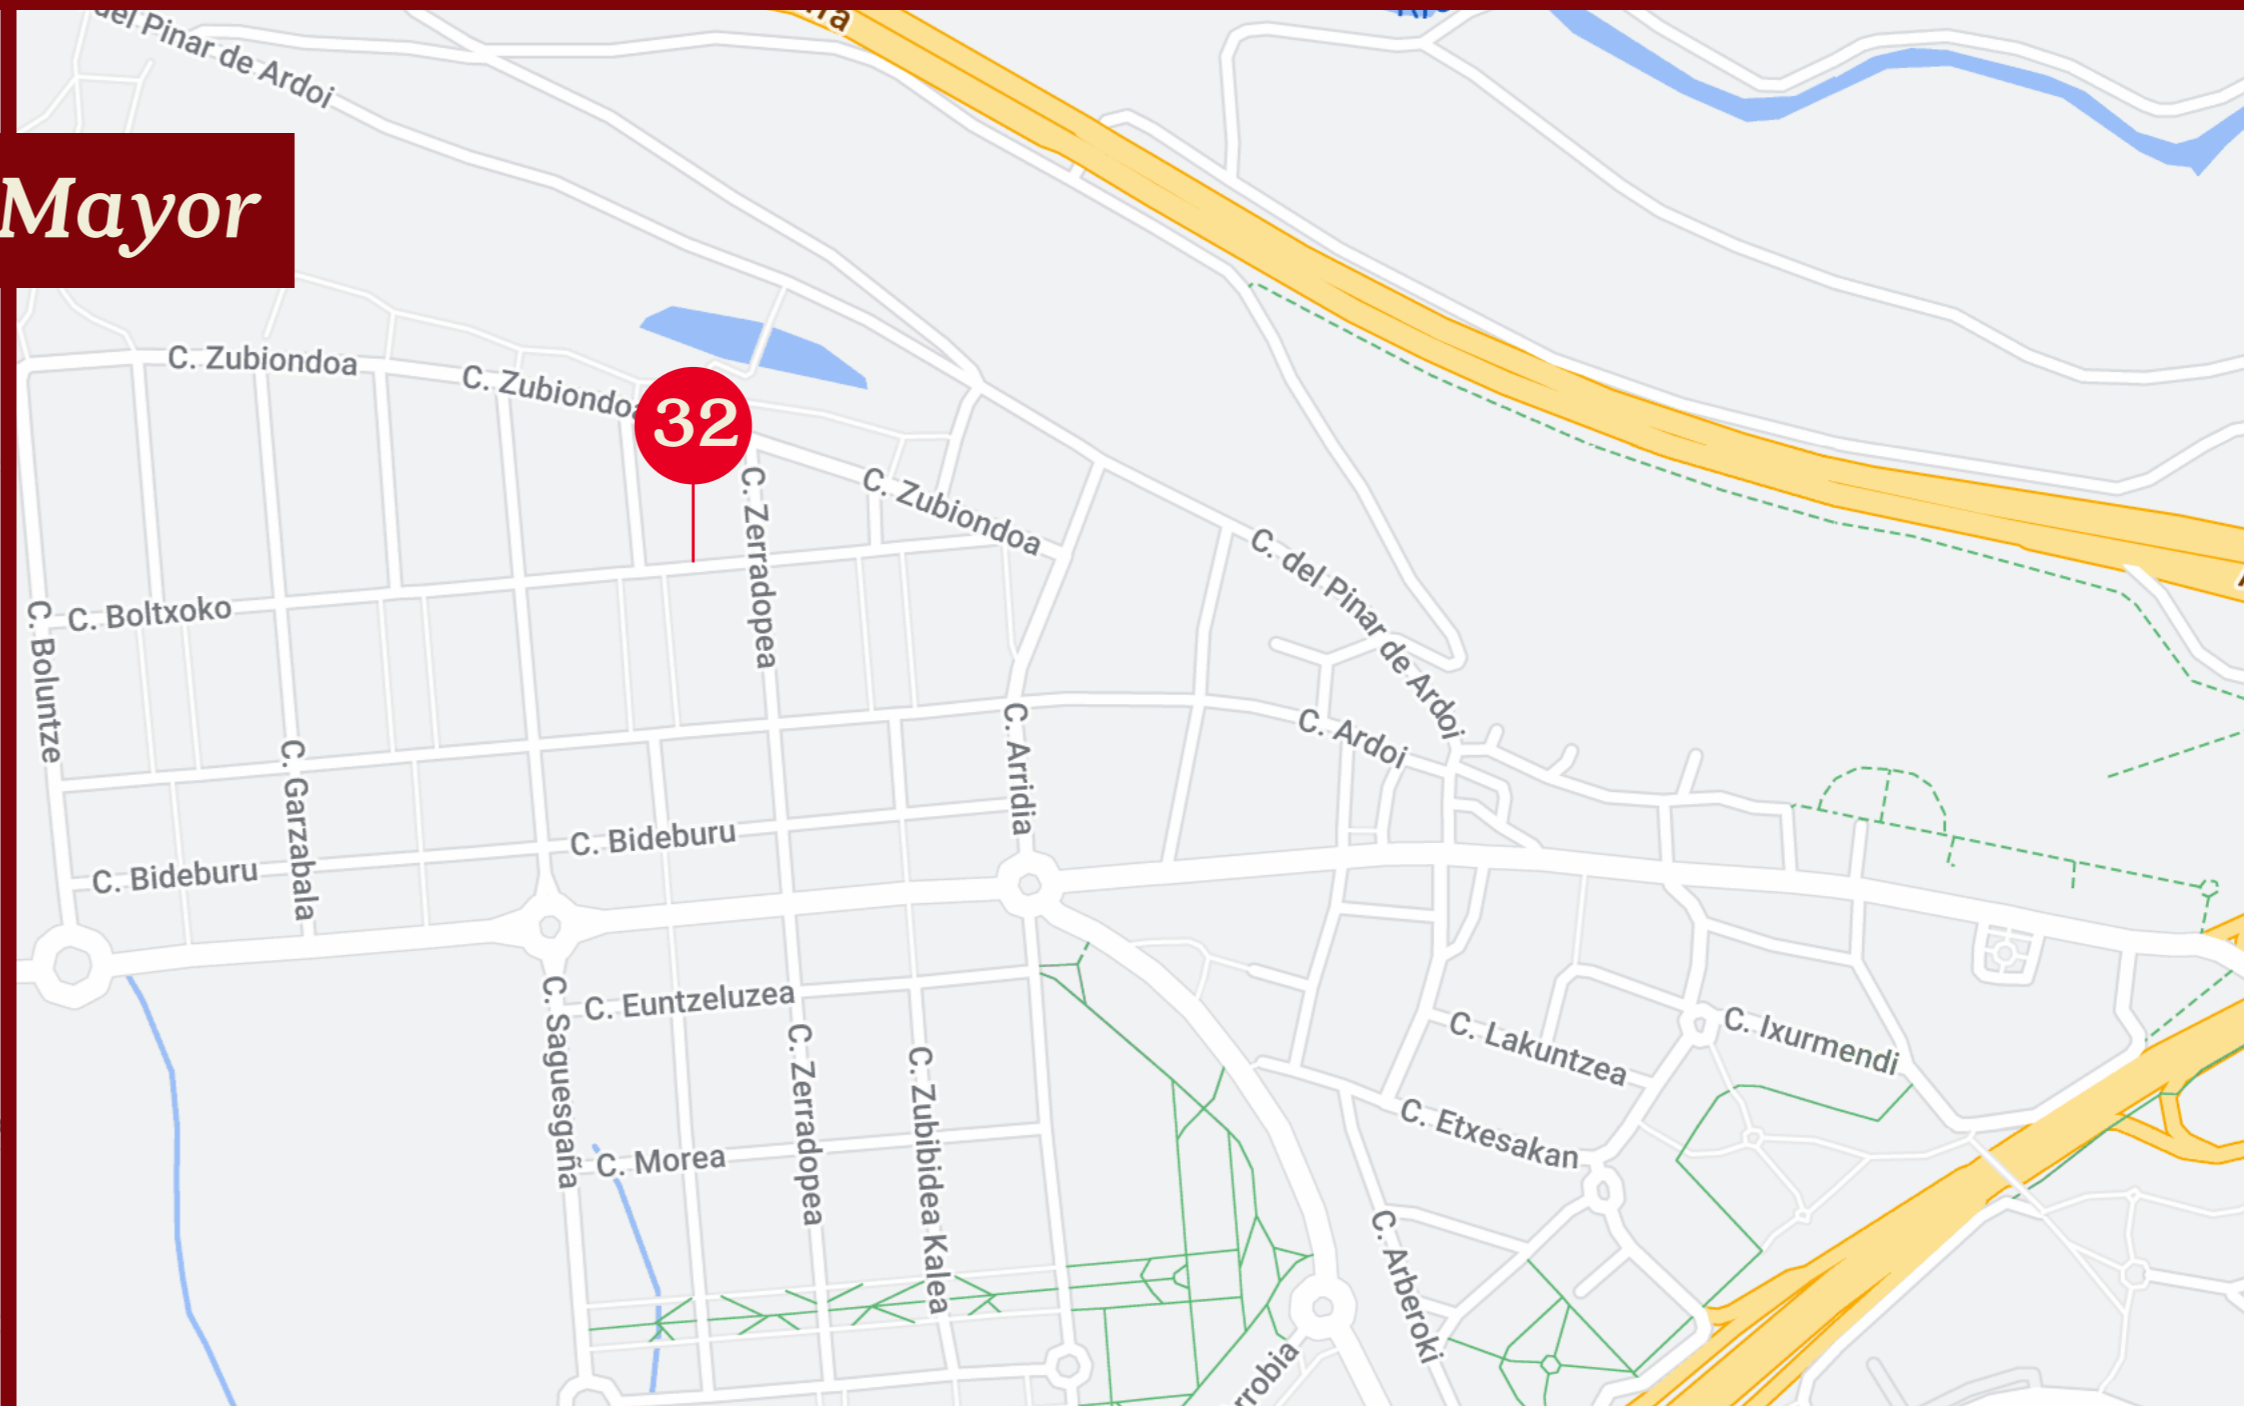 del Pinar de Ardoi
Mayor
C. Zubiondoa
C. Zubiondoa
32
C. Zubiondoa
C. Zerradopea
C. del Pinar de Ardoi
C. Boltxoko
C. Boluntze
C. Ardoi
C. Arridia
C. Garzabala
C. Bideburu
C. Bideburu
C. Euntzeluzea
C. Saguesgañ
C. Zerradopea
C. Zubibidea Kalea
C. Morea
C. Lakuntzea
C. Ixurmendi
C. Etxesakan
C. Arberoki